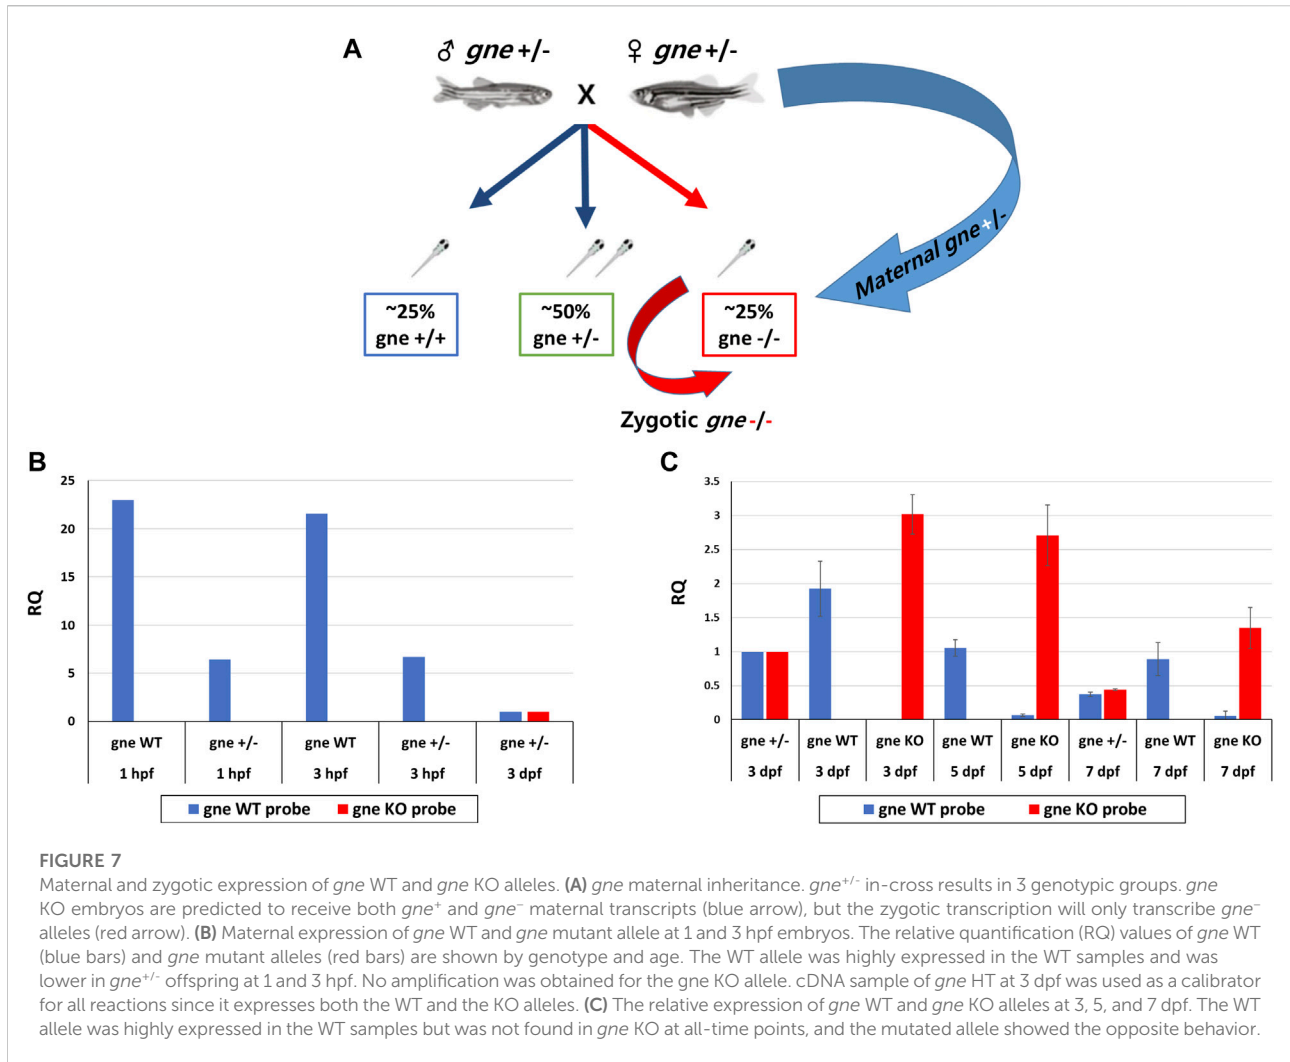 A
♂ gne +/-
♀ gne +/-
X
Maternal gne+/-
~25%
gne +/+
~50%
gne +/-
~25%
gne -/-
Zygotic gne -/-
B
25
20
15
10
5
0
RQ
gne WT
gne +/-
gne WT
gne +/-
gne +/-
1 hpf
1 hpf
3 hpf
3 hpf
3 dpf
gne WT probe
gne KO probe
C
3.5
3
2.5
2
1.5
1
0.5
0
RQ
gne +/-
gne WT
gne KO
gne WT
gne KO
gne +/-
gne WT
gne KO
3 dpf
3 dpf
3 dpf
5 dpf
5 dpf
7 dpf
7 dpf
7 dpf
gne WT probe
gne KO probe
FIGURE 7
Maternal and zygotic expression of gne WT and gne KO alleles. (A) gne maternal inheritance. gne⁺/⁻ in-cross results in 3 genotypic groups. gne
KO embryos are predicted to receive both gne⁺ and gne⁻ maternal transcripts (blue arrow), but the zygotic transcription will only transcribe gne⁻
alleles (red arrow). (B) Maternal expression of gne WT and gne mutant allele at 1 and 3 hpf embryos. The relative quantification (RQ) values of gne WT
(blue bars) and gne mutant alleles (red bars) are shown by genotype and age. The WT allele was highly expressed in the WT samples and was
lower in gne⁺/⁻ offspring at 1 and 3 hpf. No amplification was obtained for the gne KO allele. cDNA sample of gne HT at 3 dpf was used as a calibrator
for all reactions since it expresses both the WT and the KO alleles. (C) The relative expression of gne WT and gne KO alleles at 3, 5, and 7 dpf. The WT
allele was highly expressed in the WT samples but was not found in gne KO at all-time points, and the mutated allele showed the opposite behavior.